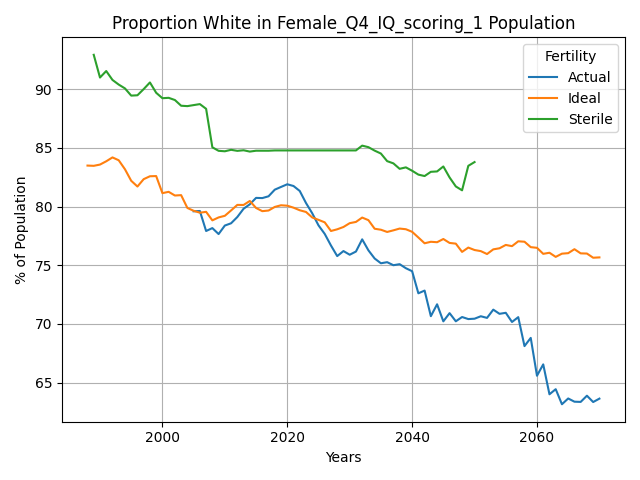 Proportion White in Female_Q4_IQ_scoring_1 Population
Fertility
Actual
Ideal
Sterile
% of Population
90
85
80
75
70
65
2000
2020
2040
2060
Years